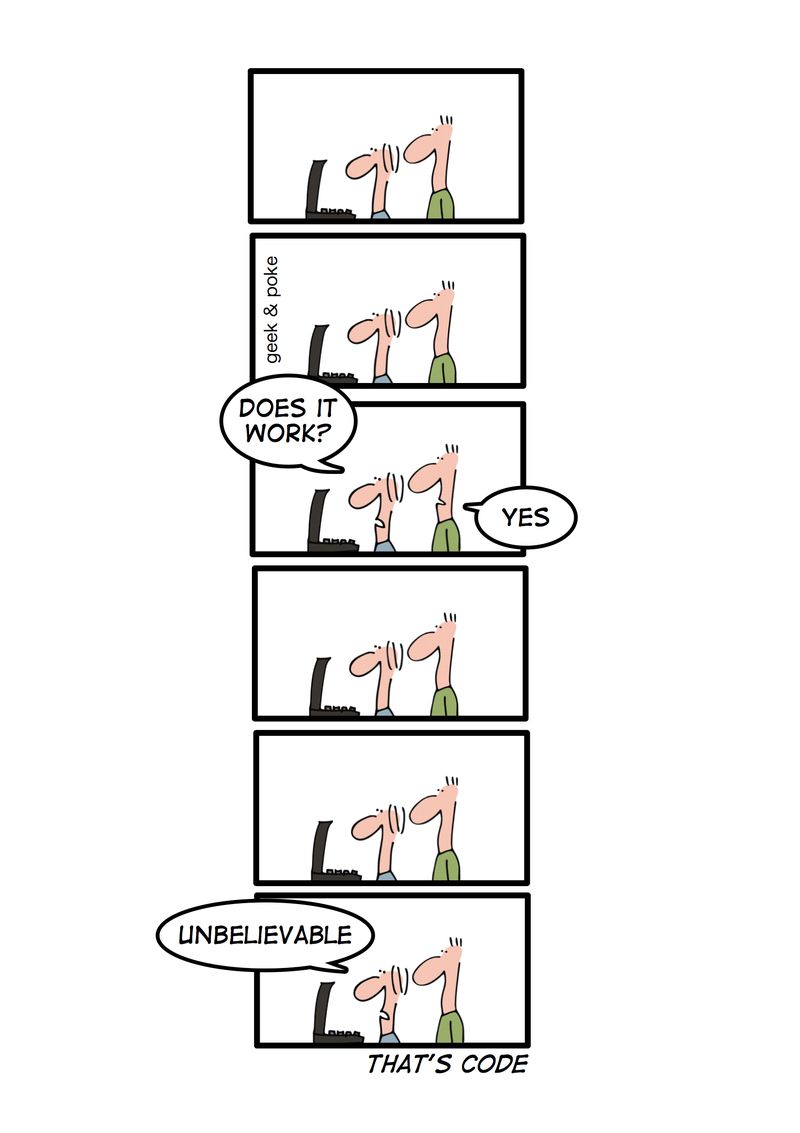 geek & poke
DOES IT
WORK?
YES
UNBELIEVABLE
THAT'S CODE